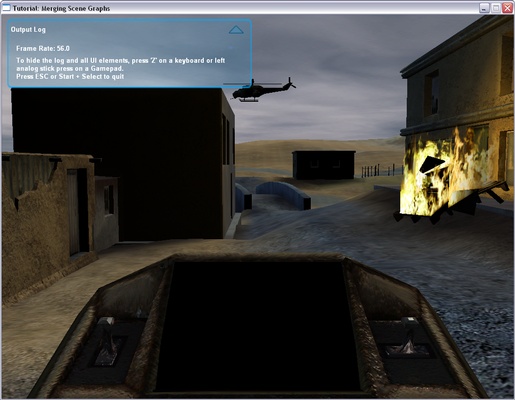 Tutorial: Merging Scene Graphs
Output Log
Frame Rate: 56.0
To hide the log and all UI elements, press 'Z' on a keyboard or left
analog stick press on a Gamepad.
Press ESC or Start + Select to quit